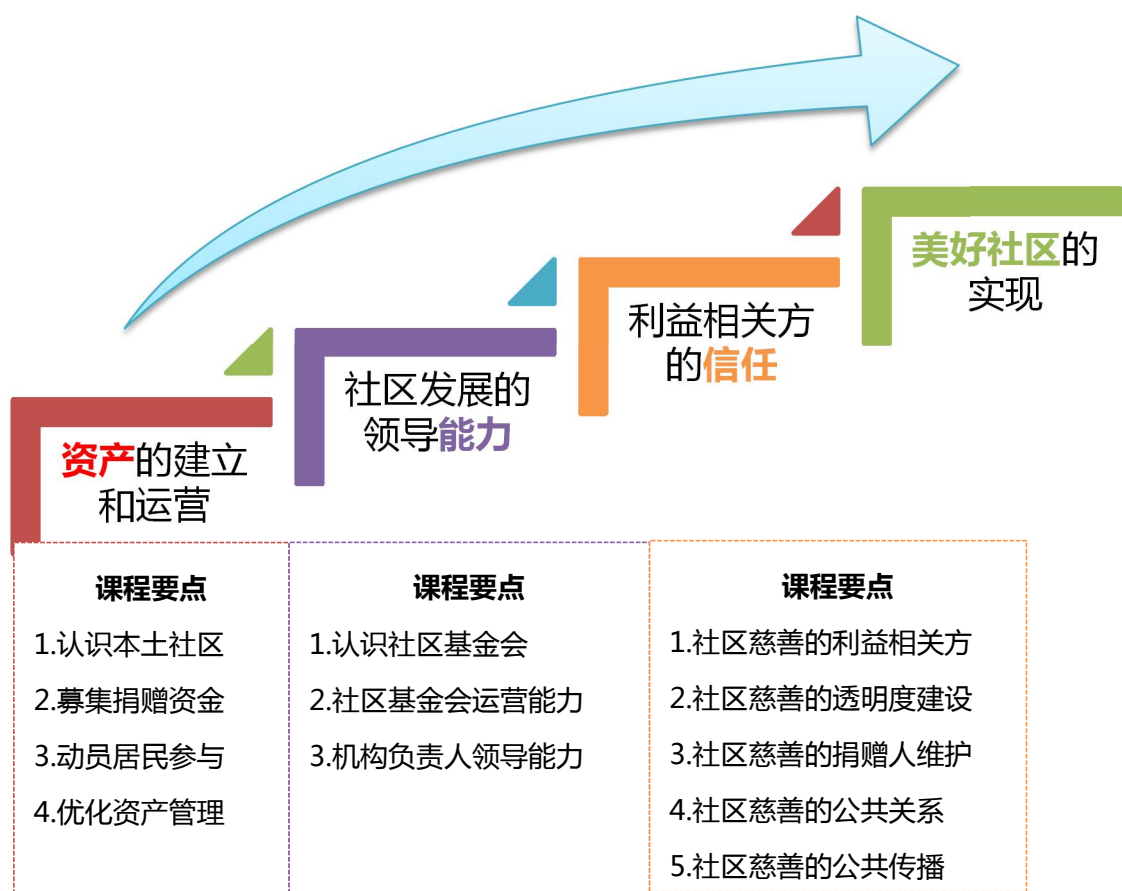 资产的建立
和运营
社区发展的
领导能力
利益相关方
的信任
美好社区的
实现
课程要点
1.认识本土社区
2.募集捐赠资金
3.动员居民参与
4.优化资产管理
课程要点
1.认识社区基金会
2.社区基金会运营能力
3.机构负责人领导能力
课程要点
1.社区慈善的利益相关方
2.社区慈善的透明度建设
3.社区慈善的捐赠人维护
4.社区慈善的公共关系
5.社区慈善的公共传播